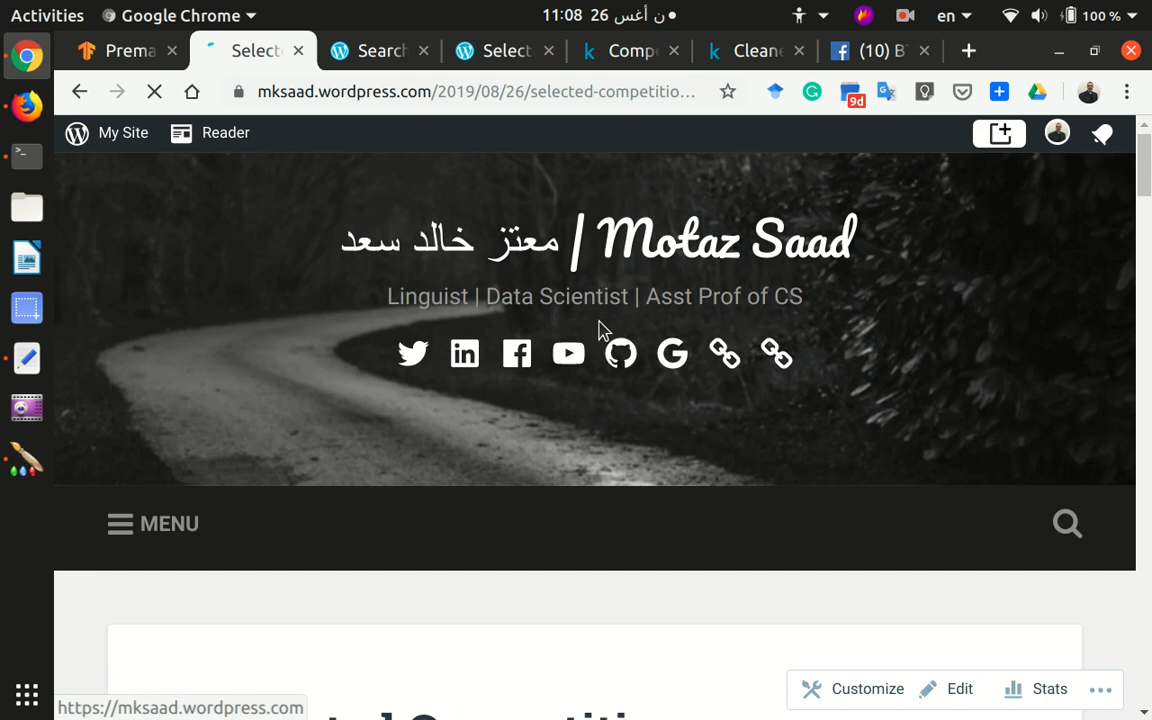 Activities Google Chrome 11:08 26 ن أغس en 100 %
Prema Select Search Select Comp Cleane (10) B
mksaad.wordpress.com/2019/08/26/selected-competitio...
9d
My Site Reader
معتز خالد سعد | Motaz Saad
Linguist | Data Scientist | Asst Prof of CS
MENU
Customize Edit Stats
https://mksaad.wordpress.com